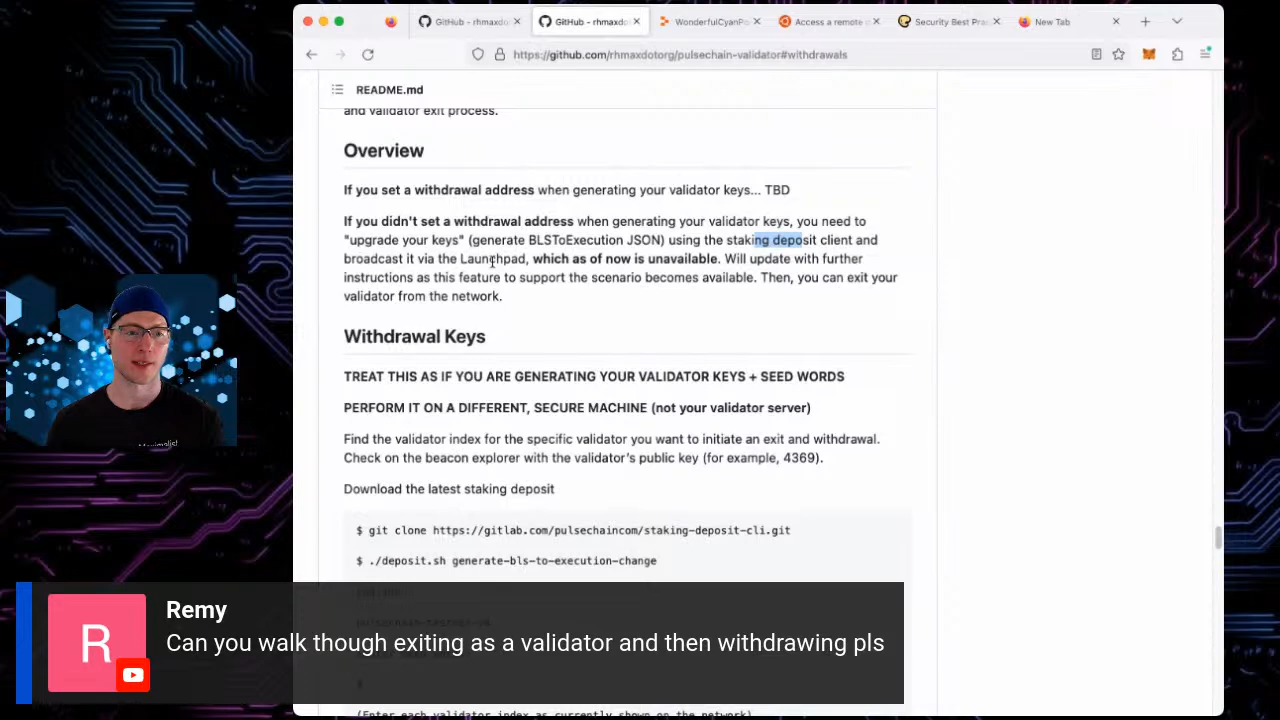 GitHub - rhmaxdo
GitHub - rhmaxdot
WonderfulCyanPo
Access a remote
Security Best Pra
New Tab
https://github.com/rhmaxdotorg/pulsechain-validator#withdrawals
README.md
and validator exit process.
Overview
If you set a withdrawal address when generating your validator keys... TBD
If you didn't set a withdrawal address when generating your validator keys, you need to
"upgrade your keys" (generate BLSToExecution JSON) using the staking deposit client and
broadcast it via the Launchpad, which as of now is unavailable. Will update with further
instructions as this feature to support the scenario becomes available. Then, you can exit your
validator from the network.
Withdrawal Keys
TREAT THIS AS IF YOU ARE GENERATING YOUR VALIDATOR KEYS + SEED WORDS
PERFORM IT ON A DIFFERENT, SECURE MACHINE (not your validator server)
Find the validator index for the specific validator you want to initiate an exit and withdrawal.
Check on the beacon explorer with the validator's public key (for example, 4369).
Download the latest staking deposit
$ git clone https://gitlab.com/pulsechaincom/staking-deposit-cli.git
$ ./deposit.sh generate-bls-to-execution-change
R
Remy
Can you walk though exiting as a validator and then withdrawing pls
(Enter each validator index as currently shown on the network)
Maximalist